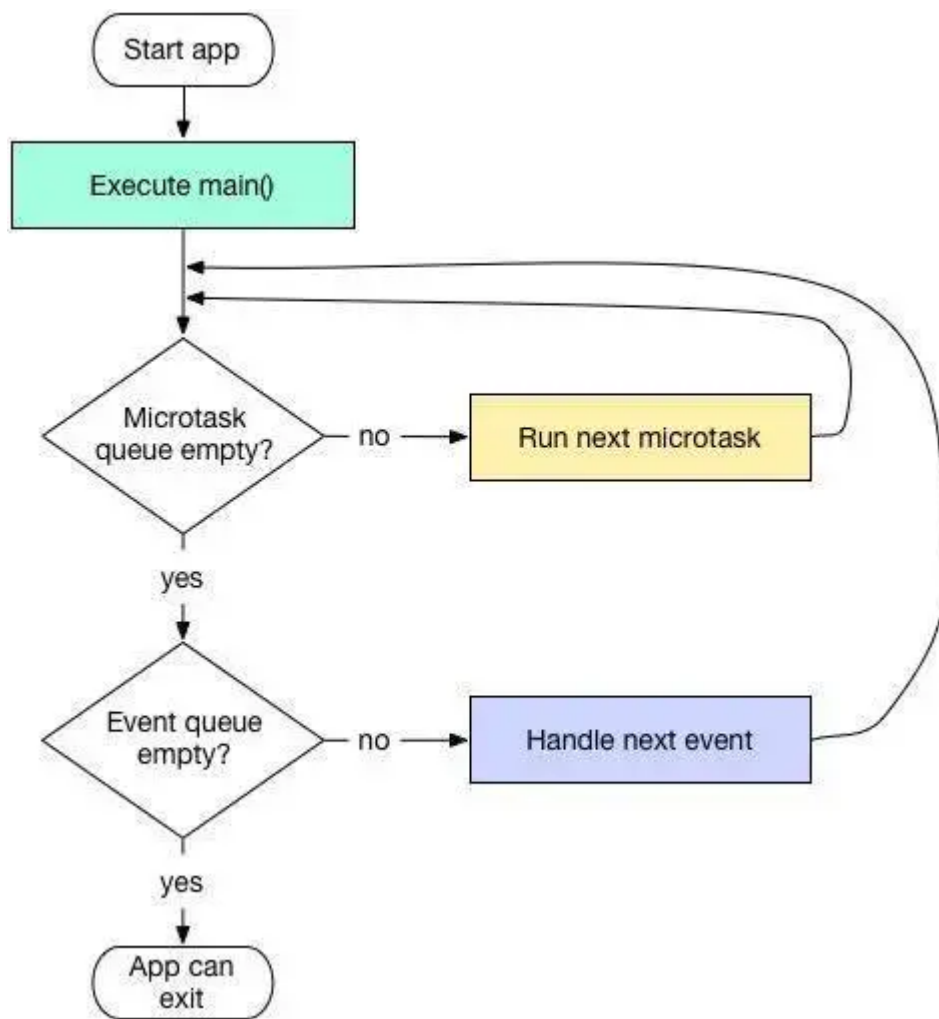 Start app
Execute main()
Microtask
queue empty?
no
Run next microtask
yes
Event queue
empty?
no
Handle next event
yes
App can
exit